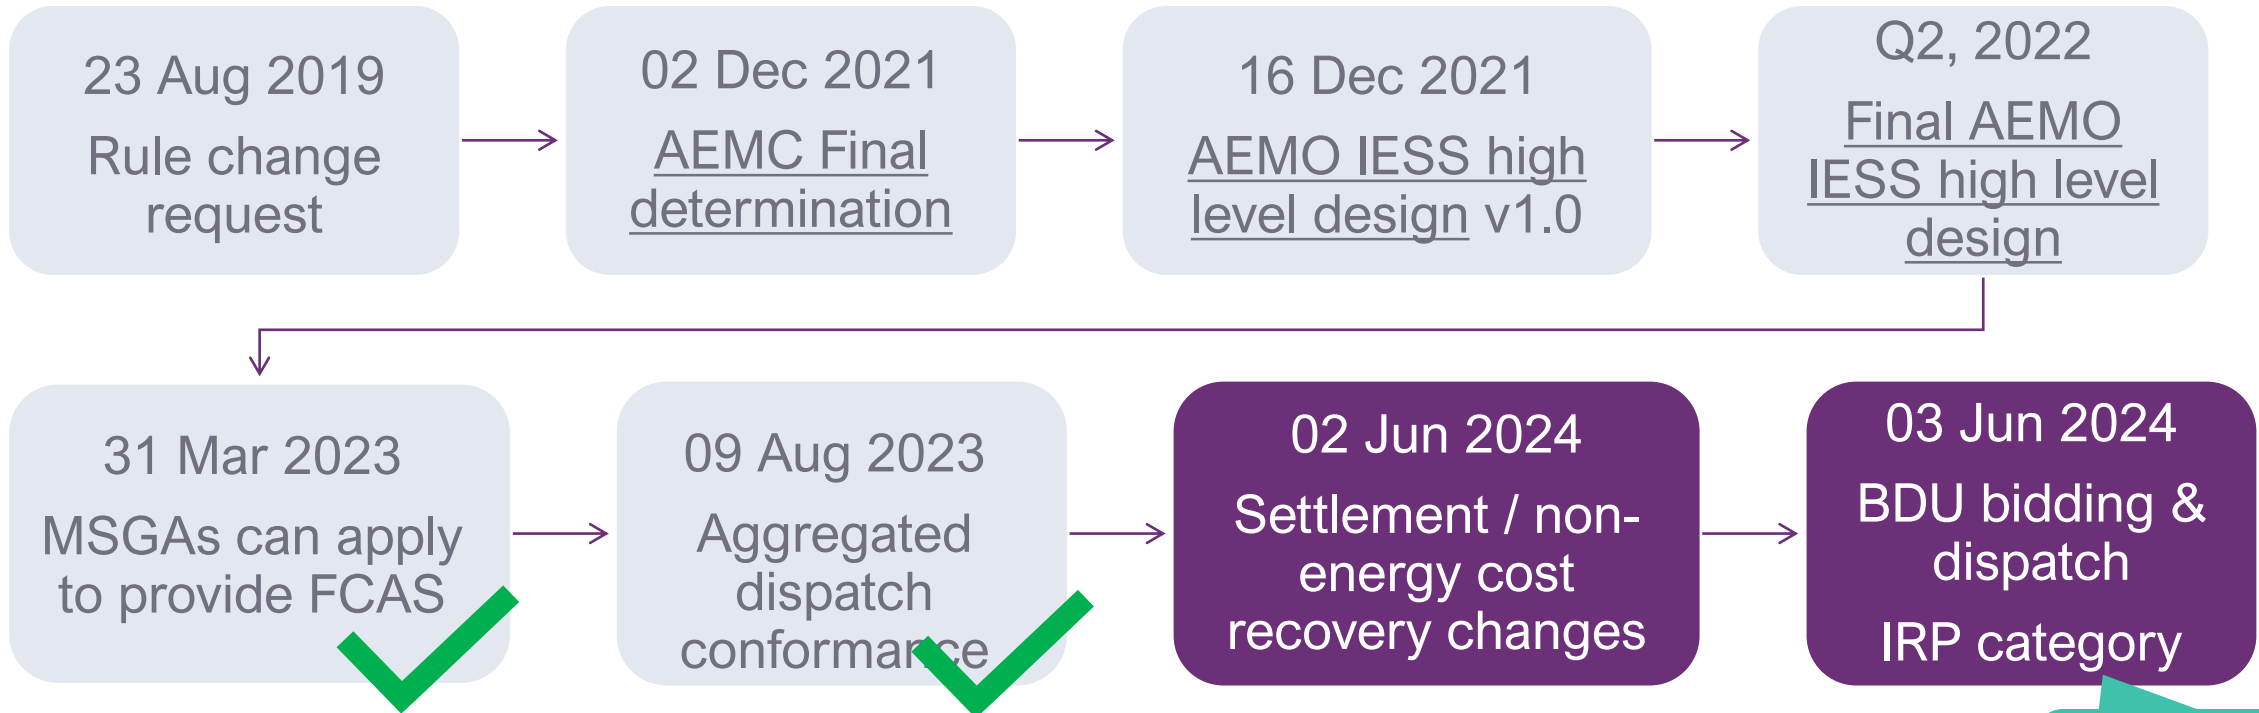 23 Aug 2019
Rule change
request
02 Dec 2021
AEMC Final
determination
16 Dec 2021
AEMO IESS high
level design v1.0
Q2, 2022
Final AEMO
IESS high level
design
31 Mar 2023
MSGAs can apply
to provide FCAS
09 Aug 2023
Aggregated
dispatch
conformance
02 Jun 2024
Settlement / non-
energy cost
recovery changes
03 Jun 2024
BDU bidding &
dispatch
IRP category